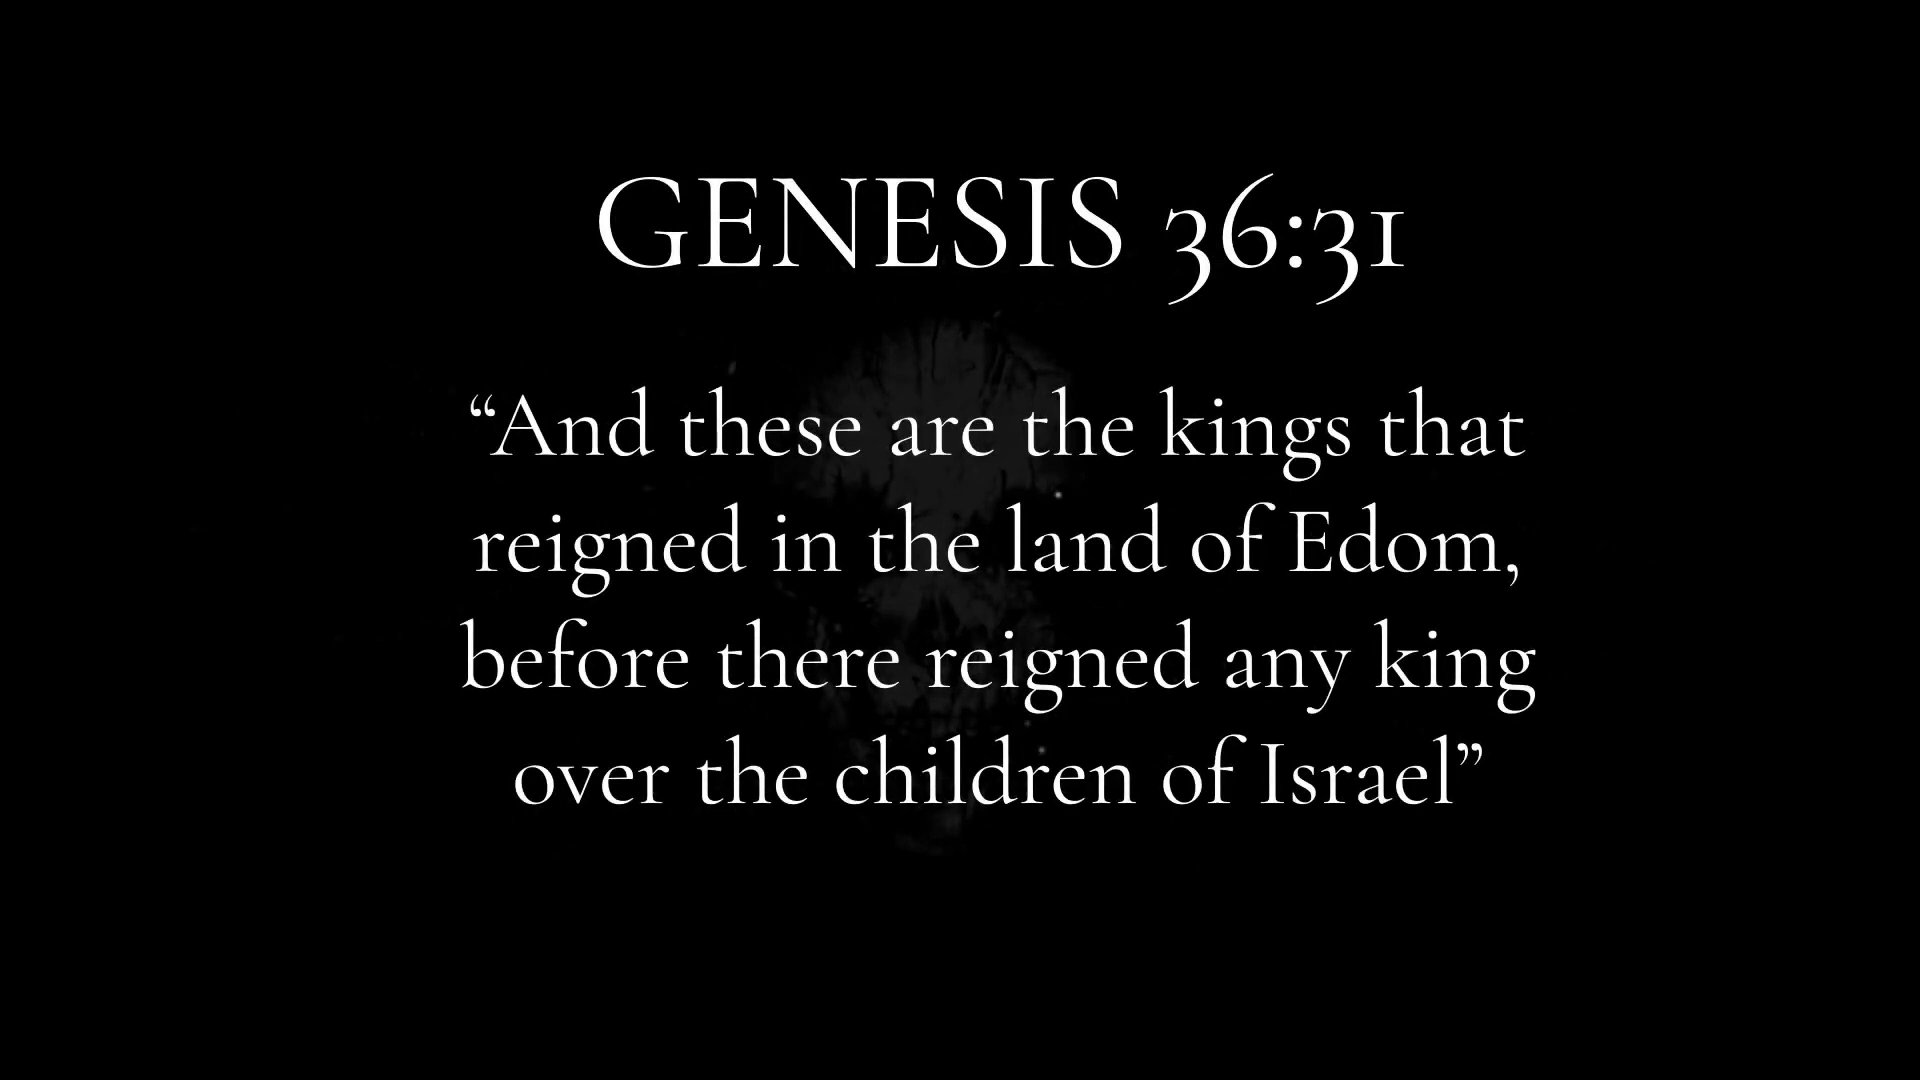 GENESIS 36:31
“And these are the kings that
reigned in the land of Edom,
before there reigned any king
over the children of Israel”